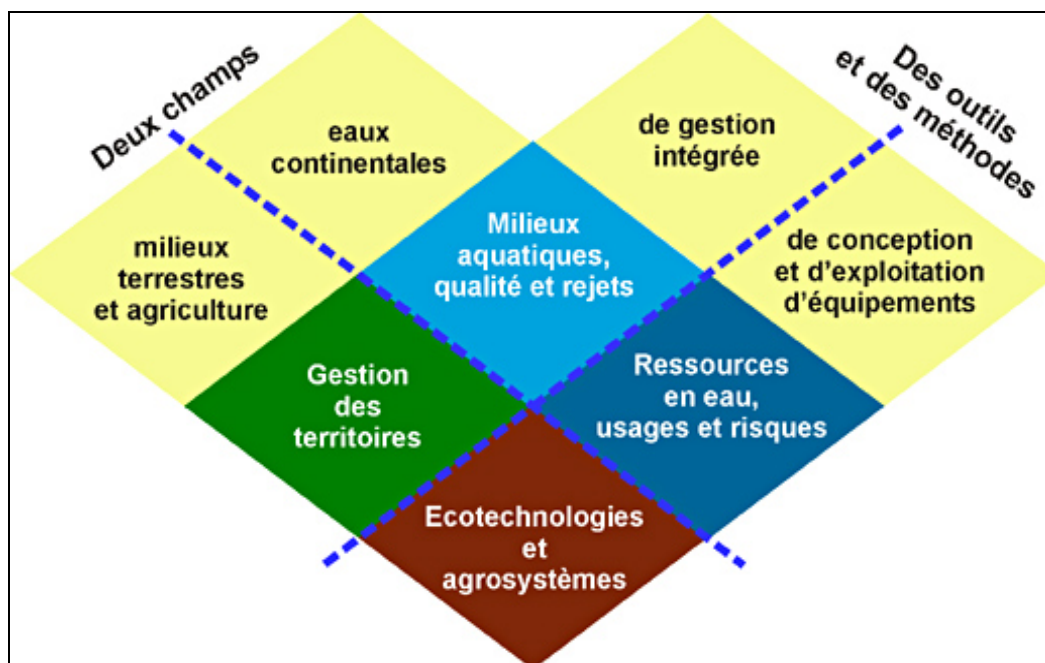 Deux champs
eaux
continentales
de gestion
intégrée
Des outils
et des méthodes
milieux
terrestres
et agriculture
Milieux
aquatiques,
qualité et rejets
de conception
et d'exploitation
d'équipements
Gestion
des
territoires
Ressources
en eau,
usages et risques
Ecotechnologies
et
agrosystèmes